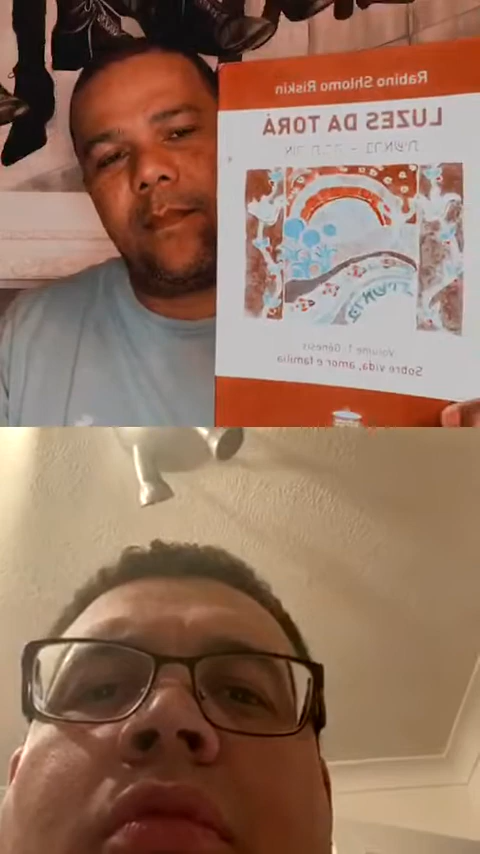 Rabino Shlomo Riskin
LUZES DA TORÁ
Volume 1: Gênesis
Sobre vida, amor e família